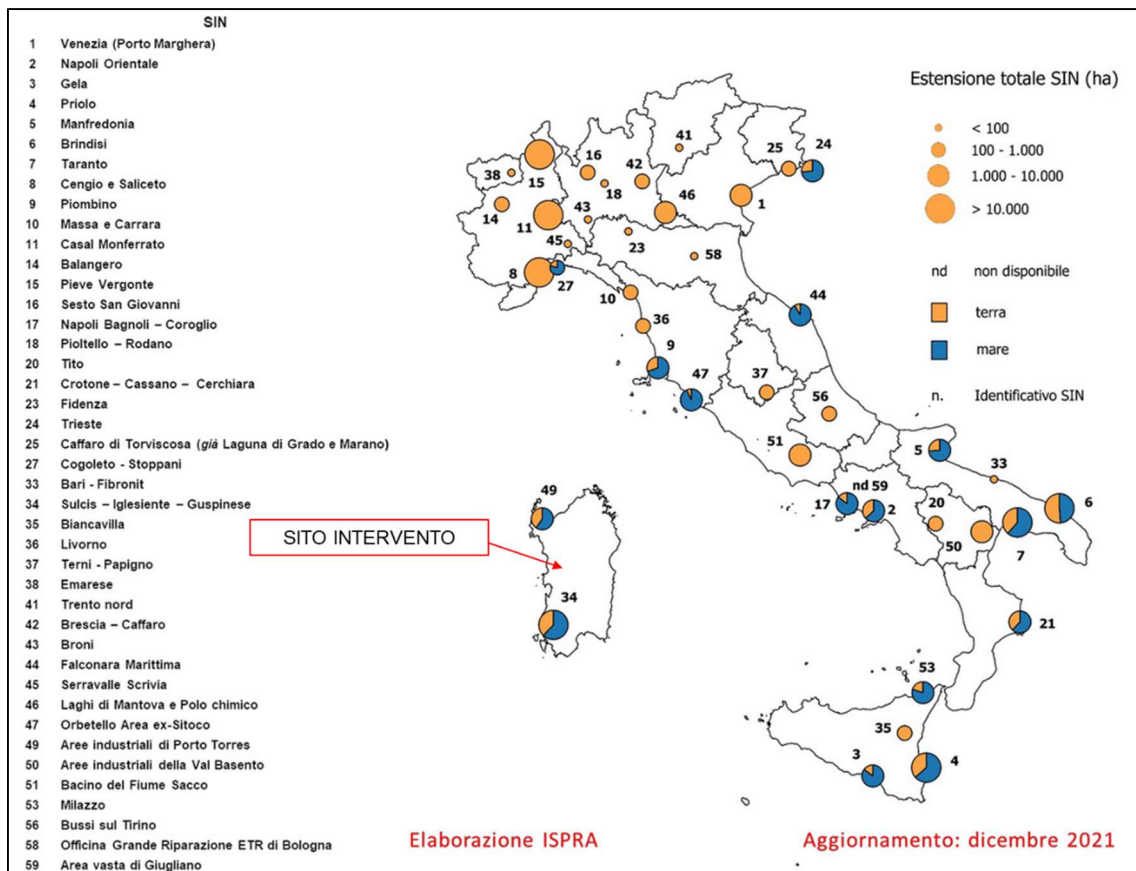 SIN
1 Venezia (Porto Marghera)
2 Napoli Orientale
3 Gela
4 Priolo
5 Manfredonia
6 Brindisi
7 Taranto
8 Cengio e Saliceto
9 Piombino
10 Massa e Carrara
11 Casal Monferrato
14 Balangero
15 Pieve Vergonte
16 Sesto San Giovanni
17 Napoli Bagnoli – Coroglio
18 Pioltello – Rodano
20 Tito
21 Crotone – Cassano – Cerchiara
23 Fidenza
24 Trieste
25 Caffaro di Torviscosa (già Laguna di Grado e Marano)
27 Cogoleto - Stoppani
33 Bari - Fibronit
34 Sulcis – Iglesiente – Guspinese
35 Biancavilla
36 Livorno
37 Terni - Papigno
38 Emarese
41 Trento nord
42 Brescia – Caffaro
43 Broni
44 Falconara Marittima
45 Serravalle Scrivia
46 Laghi di Mantova e Polo chimico
47 Orbetello Area ex-Sitoco
49 Aree industriali di Porto Torres
50 Aree industriali della Val Basento
51 Bacino del Fiume Sacco
53 Milazzo
56 Bussi sul Tirino
58 Officina Grande Riparazione ETR di Bologna
59 Area vasta di Giugliano
Estensione totale SIN (ha)
< 100
100 - 1.000
1.000 - 10.000
> 10.000
nd non disponibile
terra
mare
n. Identificativo SIN
41
24
25
16
42
38
15
18
46
1
14
43
11
45
23
58
8
27
10
44
36
9
47
37
56
51
5
33
nd 59
17
2
20
6
50
7
49
SITO INTERVENTO
34
21
53
35
3
4
Elaborazione ISPRA
Aggiornamento: dicembre 2021